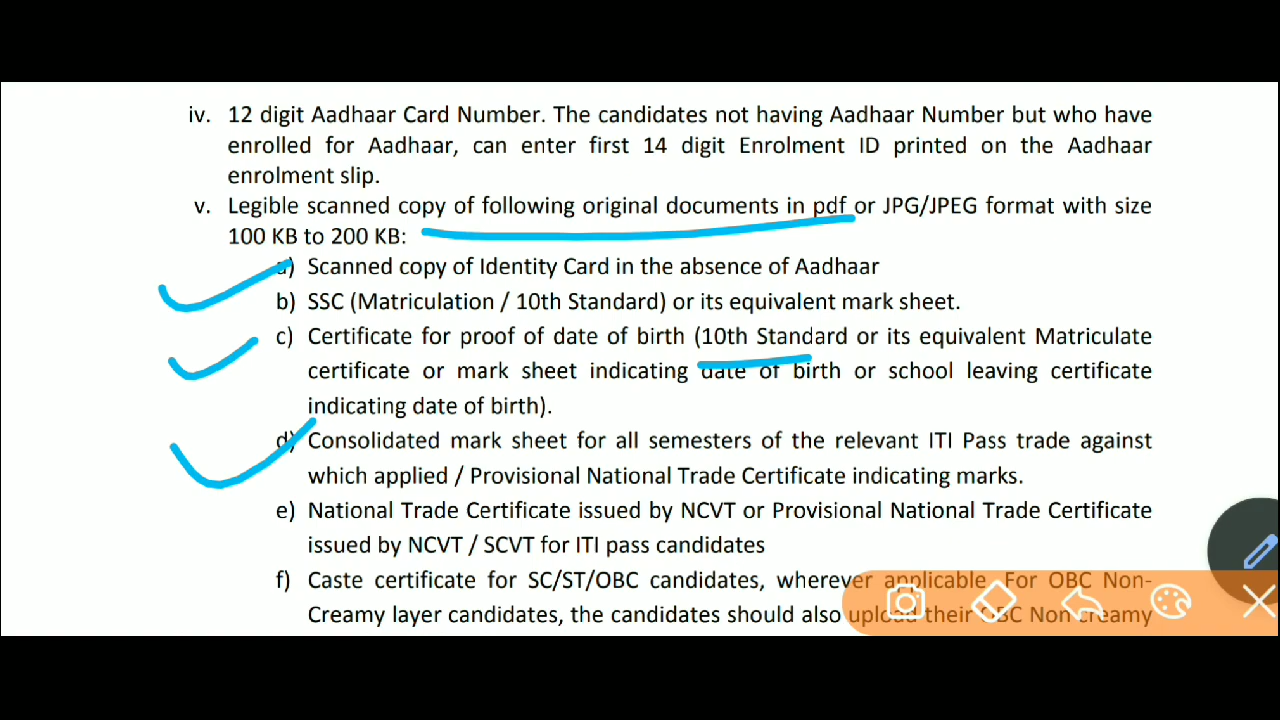 iv. 12 digit Aadhaar Card Number. The candidates not having Aadhaar Number but who have
enrolled for Aadhaar, can enter first 14 digit Enrolment ID printed on the Aadhaar
enrolment slip.
v. Legible scanned copy of following original documents in pdf or JPG/JPEG format with size
100 KB to 200 KB:
a) Scanned copy of Identity Card in the absence of Aadhaar
b) SSC (Matriculation / 10th Standard) or its equivalent mark sheet.
c) Certificate for proof of date of birth (10th Standard or its equivalent Matriculate
certificate or mark sheet indicating date of birth or school leaving certificate
indicating date of birth).
d) Consolidated mark sheet for all semesters of the relevant ITI Pass trade against
which applied / Provisional National Trade Certificate indicating marks.
e) National Trade Certificate issued by NCVT or Provisional National Trade Certificate
issued by NCVT / SCVT for ITI pass candidates
f) Caste certificate for SC/ST/OBC candidates, wherever applicable For OBC Non-
Creamy layer candidates, the candidates should also upload their OBC Non creamy